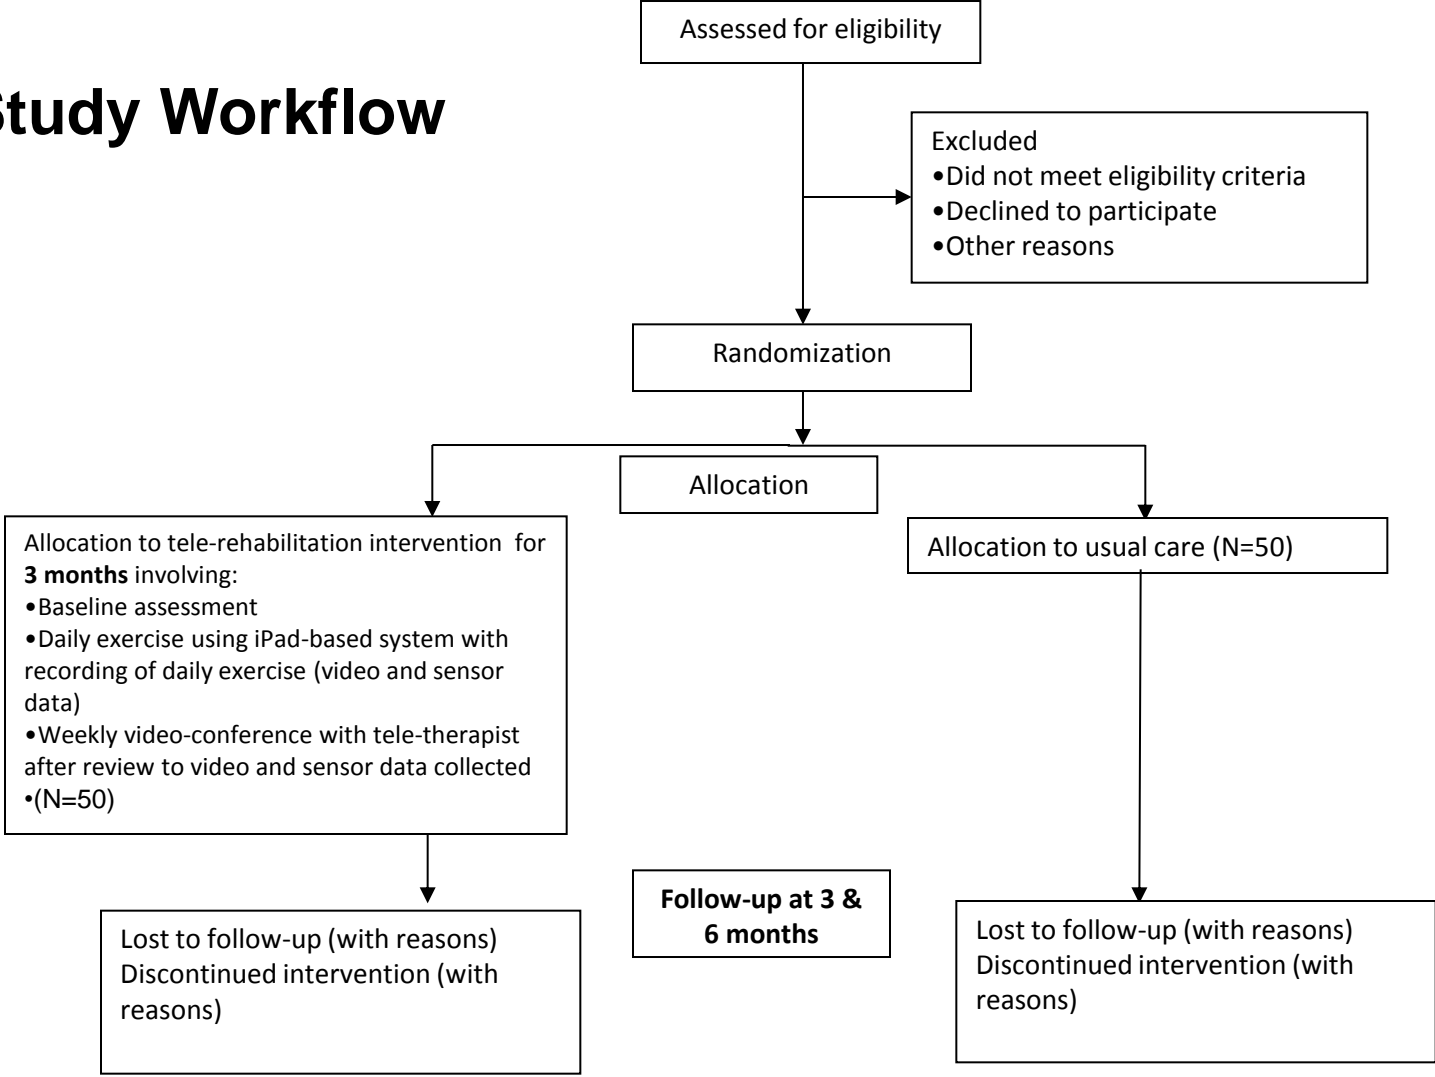 Assessed for eligibility
Study Workflow
Excluded
•Did not meet eligibility criteria
•Declined to participate
•Other reasons
Randomization
Allocation
Allocation to tele-rehabilitation intervention for
3 months involving:
•Baseline assessment
•Daily exercise using iPad-based system with
recording of daily exercise (video and sensor
data)
•Weekly video-conference with tele-therapist
after review to video and sensor data collected
•(N=50)
Allocation to usual care (N=50)
Follow-up at 3 &
6 months
Lost to follow-up (with reasons)
Discontinued intervention (with
reasons)
Lost to follow-up (with reasons)
Discontinued intervention (with
reasons)